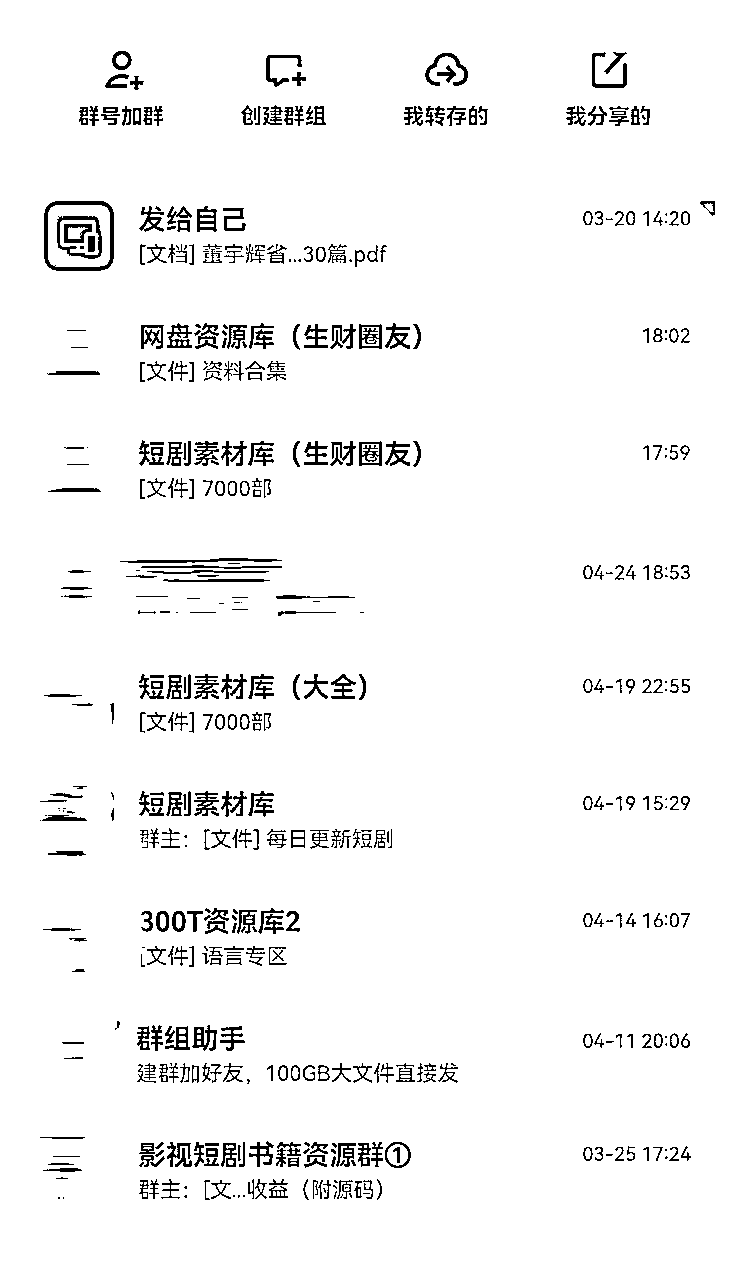 群号加群
创建群组
我转存的
我分享的
发给自己
03-20 14:20
[文档] 董宇辉省...30篇.pdf
网盘资源库（生财圈友）
18:02
[文件] 资料合集
短剧素材库（生财圈友）
17:59
[文件] 7000部
04-24 18:53
短剧素材库（大全）
04-19 22:55
[文件] 7000部
短剧素材库
04-19 15:29
群主：[文件] 每日更新短剧
300T资源库2
04-14 16:07
[文件] 语言专区
群组助手
04-11 20:06
建群加好友，100GB大文件直接发
影视短剧书籍资源群①
03-25 17:24
群主：[文...收益（附源码）